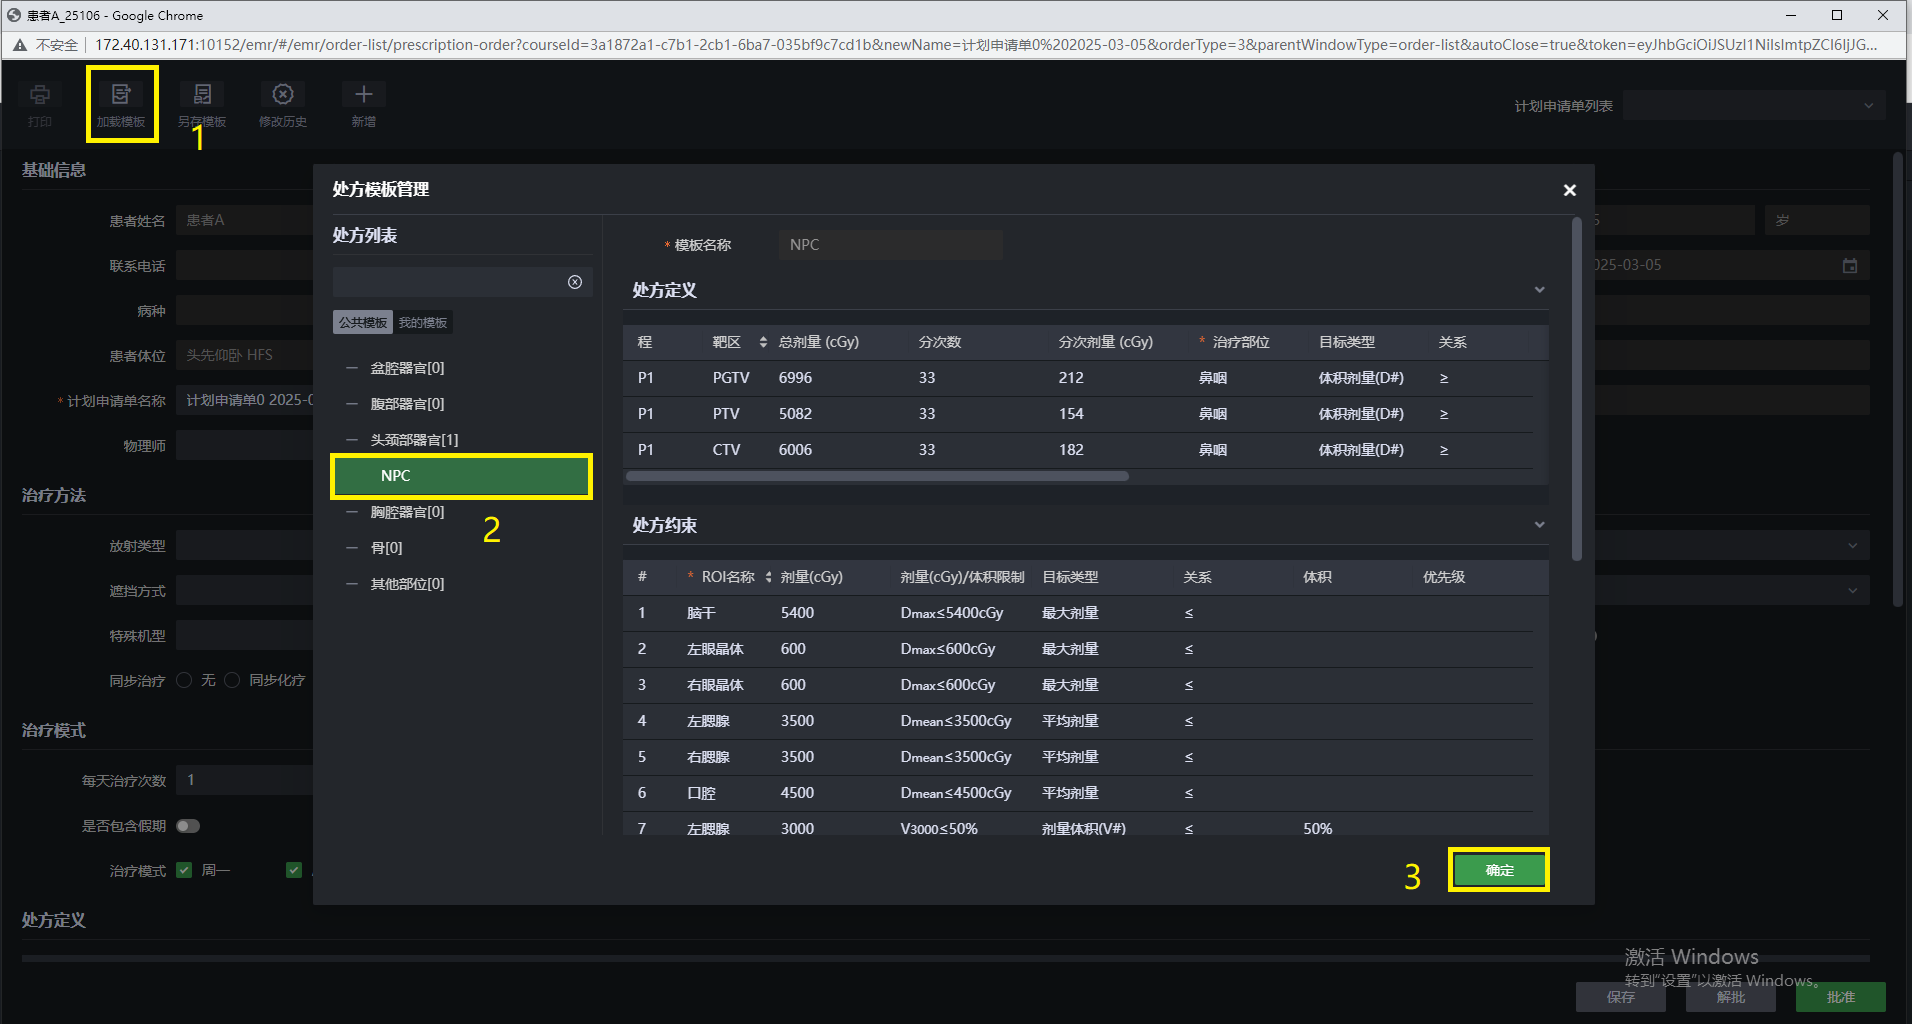 患者A_25106 - Google Chrome
不安全 172.40.131.171:10152/emr/#/emr/order-list/prescription-order?courseId=3a1872a1-c7b1-2cb1-6ba7-035bf9c7cd1b&newName=计划申请单0%202025-03-05&orderType=3&parentWindowType=order-list&autoClose=true&token=eyJhbGciOiJSUzI1NiIsImtpZCI6IjJG...
打印 加载模板 另存模板 修改历史 新增 计划申请单列表
1
基础信息
患者姓名 患者A
岁
联系电话
025-03-05
病种
患者体位 头先仰卧 HFS
* 计划申请单名称 计划申请单0 2025-0
物理师
治疗方法
放射类型
遮挡方式
特殊机型
同步治疗 无 同步化疗
治疗模式
每天治疗次数 1
是否包含假期
治疗模式 周一
处方定义
处方模板管理
处方列表
公共模板 我的模板
盆腔器官[0]
腹部器官[0]
头颈部器官[1]
NPC
胸腔器官[0]
2
骨[0]
其他部位[0]
* 模板名称 NPC
处方定义
程 靶区 总剂量 (cGy) 分次数 分次剂量 (cGy) * 治疗部位 目标类型 关系
P1 PGTV 6996 33 212 鼻咽 体积剂量(D#) ≥
P1 PTV 5082 33 154 鼻咽 体积剂量(D#) ≥
P1 CTV 6006 33 182 鼻咽 体积剂量(D#) ≥
处方约束
# * ROI名称 剂量(cGy) 剂量(cGy)/体积限制 目标类型 关系 体积 优先级
1 脑干 5400 Dmax≤5400cGy 最大剂量 ≤
2 左眼晶体 600 Dmax≤600cGy 最大剂量 ≤
3 右眼晶体 600 Dmax≤600cGy 最大剂量 ≤
4 左腮腺 3500 Dmean≤3500cGy 平均剂量 ≤
5 右腮腺 3500 Dmean≤3500cGy 平均剂量 ≤
6 口腔 4500 Dmean≤4500cGy 平均剂量 ≤
7 左腮腺 3000 V3000≤50% 剂量体积(V#) ≤ 50%
3 确定
激活 Windows
转到"设置"以激活 Windows。
保存 解批 批准